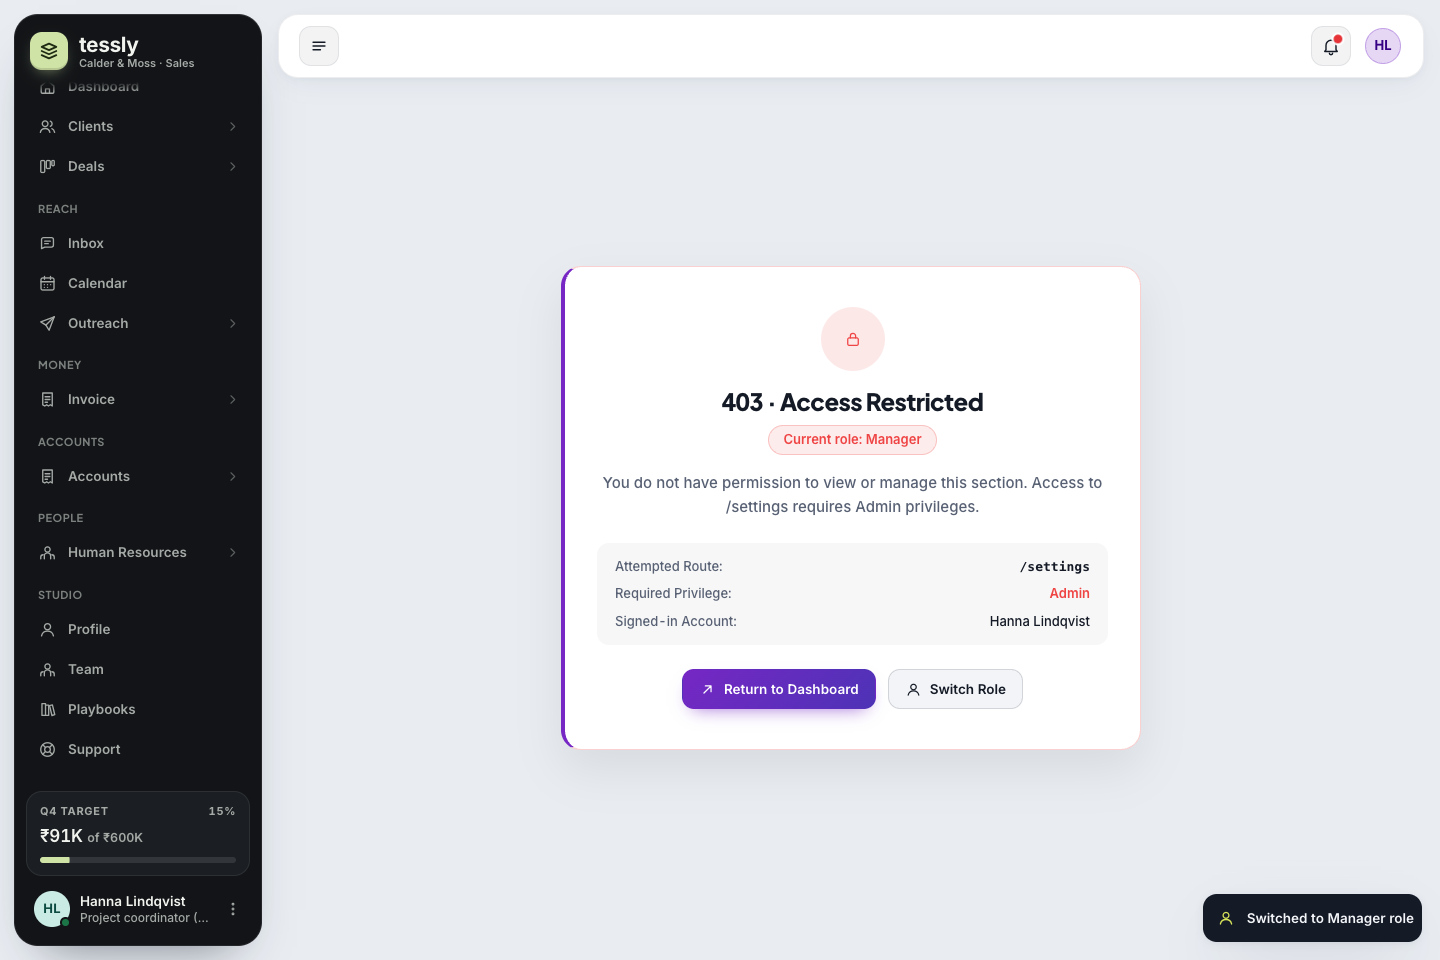 tessly
Calder & Moss · Sales
Dashboard
Clients
Deals
REACH
Inbox
Calendar
Outreach
MONEY
Invoice
ACCOUNTS
Accounts
PEOPLE
Human Resources
STUDIO
Profile
Team
Playbooks
Support
Q4 TARGET 15%
₹91K of ₹600K
HL
Hanna Lindqvist
Project coordinator (...
HL
403 · Access Restricted
Current role: Manager
You do not have permission to view or manage this section. Access to
/settings requires Admin privileges.
Attempted Route: /settings
Required Privilege: Admin
Signed-in Account: Hanna Lindqvist
Return to Dashboard
Switch Role
Switched to Manager role